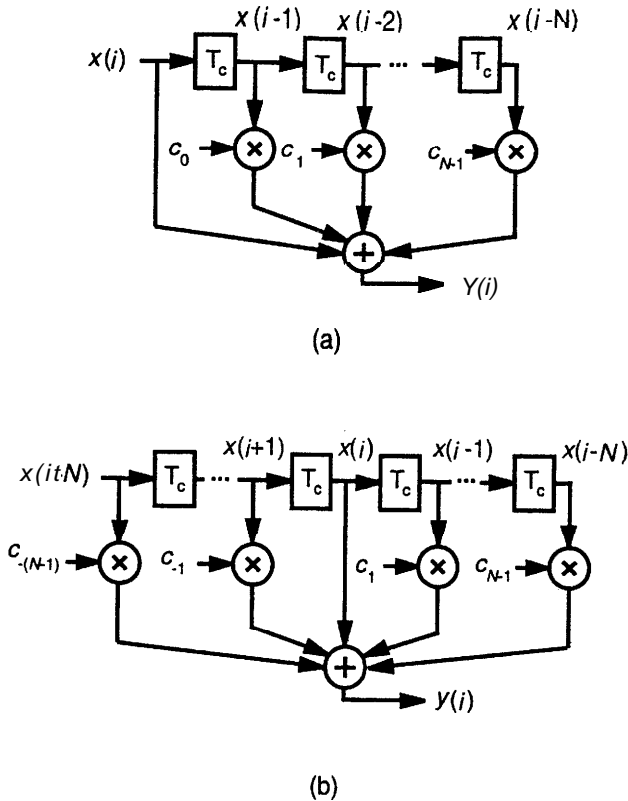 x(i-1) x(i-2) x(i-N)
x(i) Tc Tc ... Tc
c0 × c1 × cN-1 ×
+
Y(i)
(a)
x(i+1) x(i) x(i-1) x(i-N)
x(it·N) Tc ... Tc Tc ... Tc
c-(N-1) × c-1 × c1 × cN-1 ×
+
y(i)
(b)